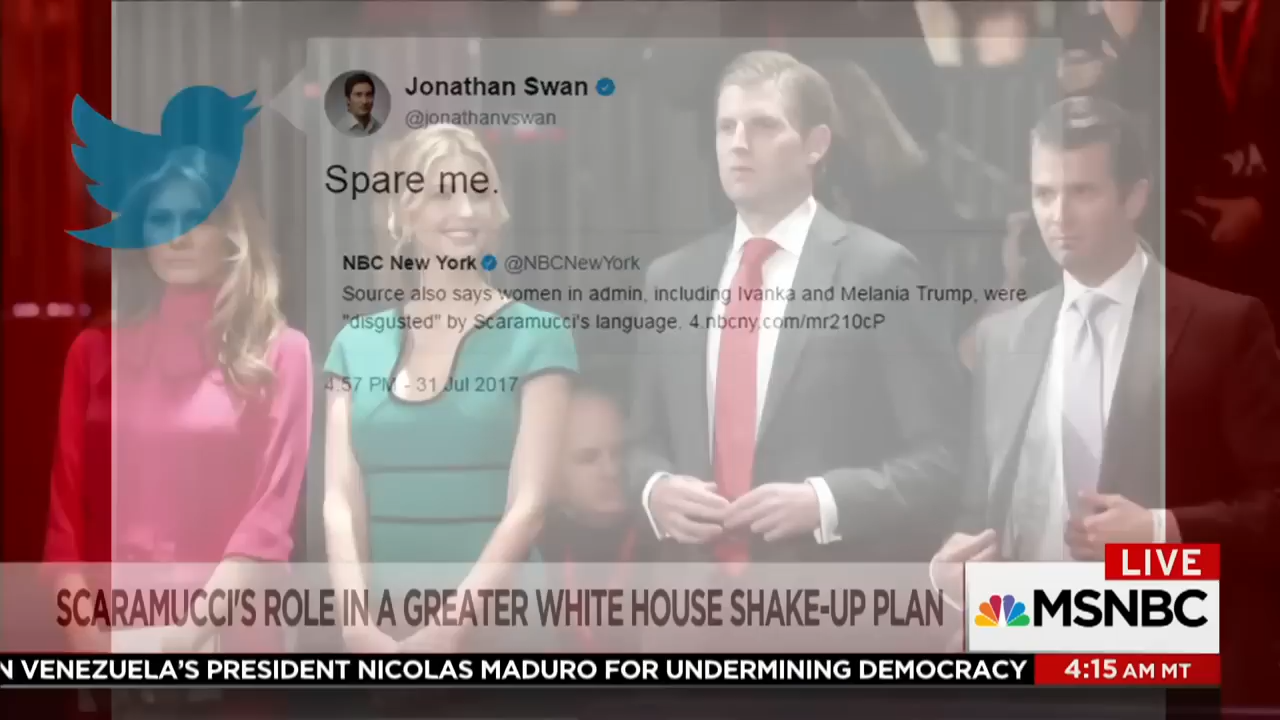 Jonathan Swan
@jonathanvswan
Spare me.
NBC New York @NBCNewYork
Source also says women in admin, including Ivanka and Melania Trump, were
"disgusted" by Scaramucci's language. 4.nbcny.com/mr210cP
4:57 PM - 31 Jul 2017
LIVE
SCARAMUCCI'S ROLE IN A GREATER WHITE HOUSE SHAKE-UP PLAN
MSNBC
N VENEZUELA'S PRESIDENT NICOLAS MADURO FOR UNDERMINING DEMOCRACY
4:15 AM MT